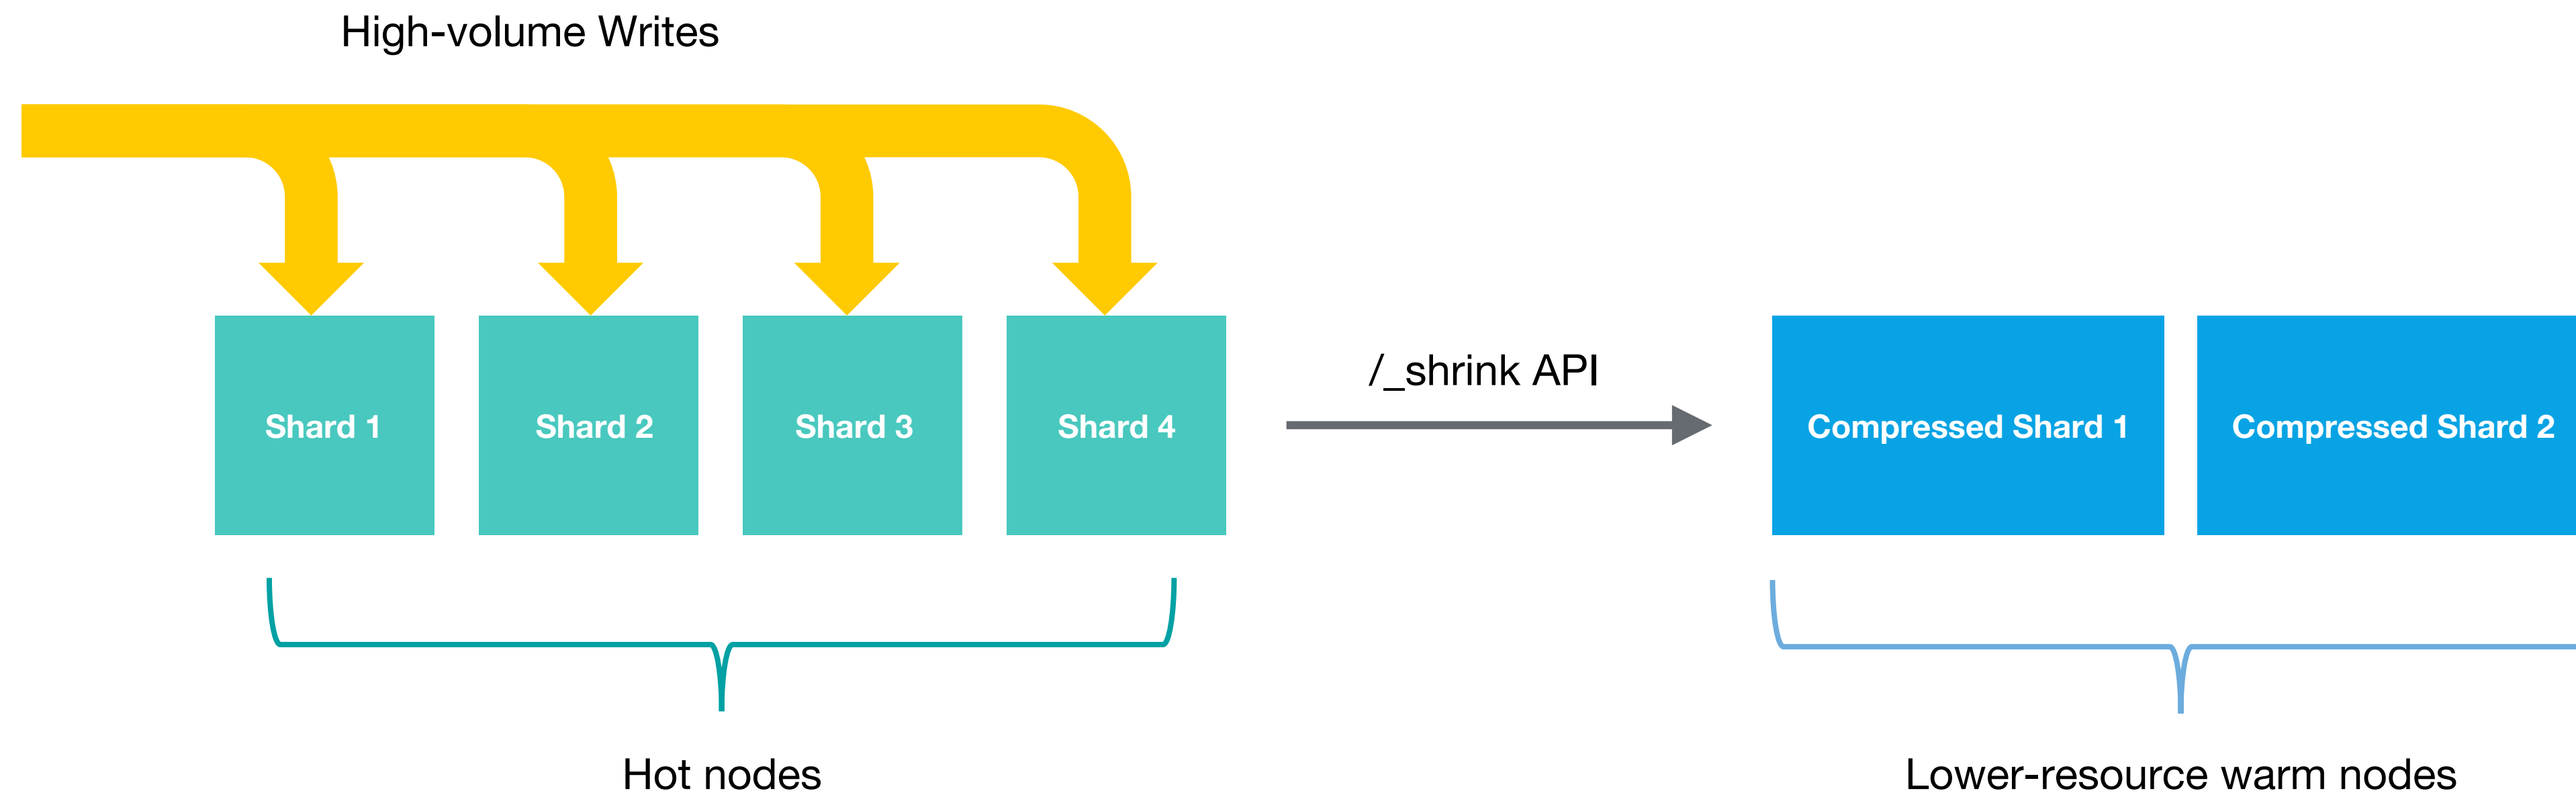 High-volume Writes
Shard 1
Shard 2
Shard 3
Shard 4
/_shrink API
Compressed Shard 1
Compressed Shard 2
Hot nodes
Lower-resource warm nodes